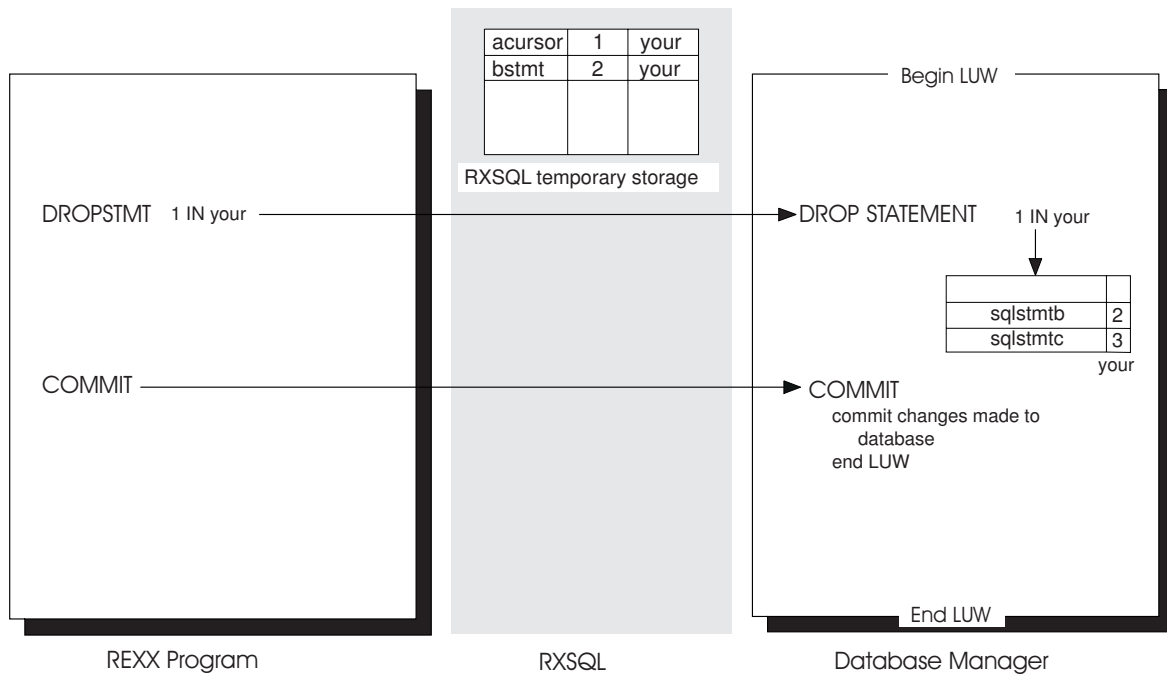 acursor 1 your
bstmt 2 your
RXSQL temporary storage
Begin LUW
DROPSTMT 1 IN your
DROP STATEMENT 1 IN your
sqlstmtb 2
sqlstmtc 3
your
COMMIT
COMMIT
commit changes made to
database
end LUW
End LUW
REXX Program
RXSQL
Database Manager